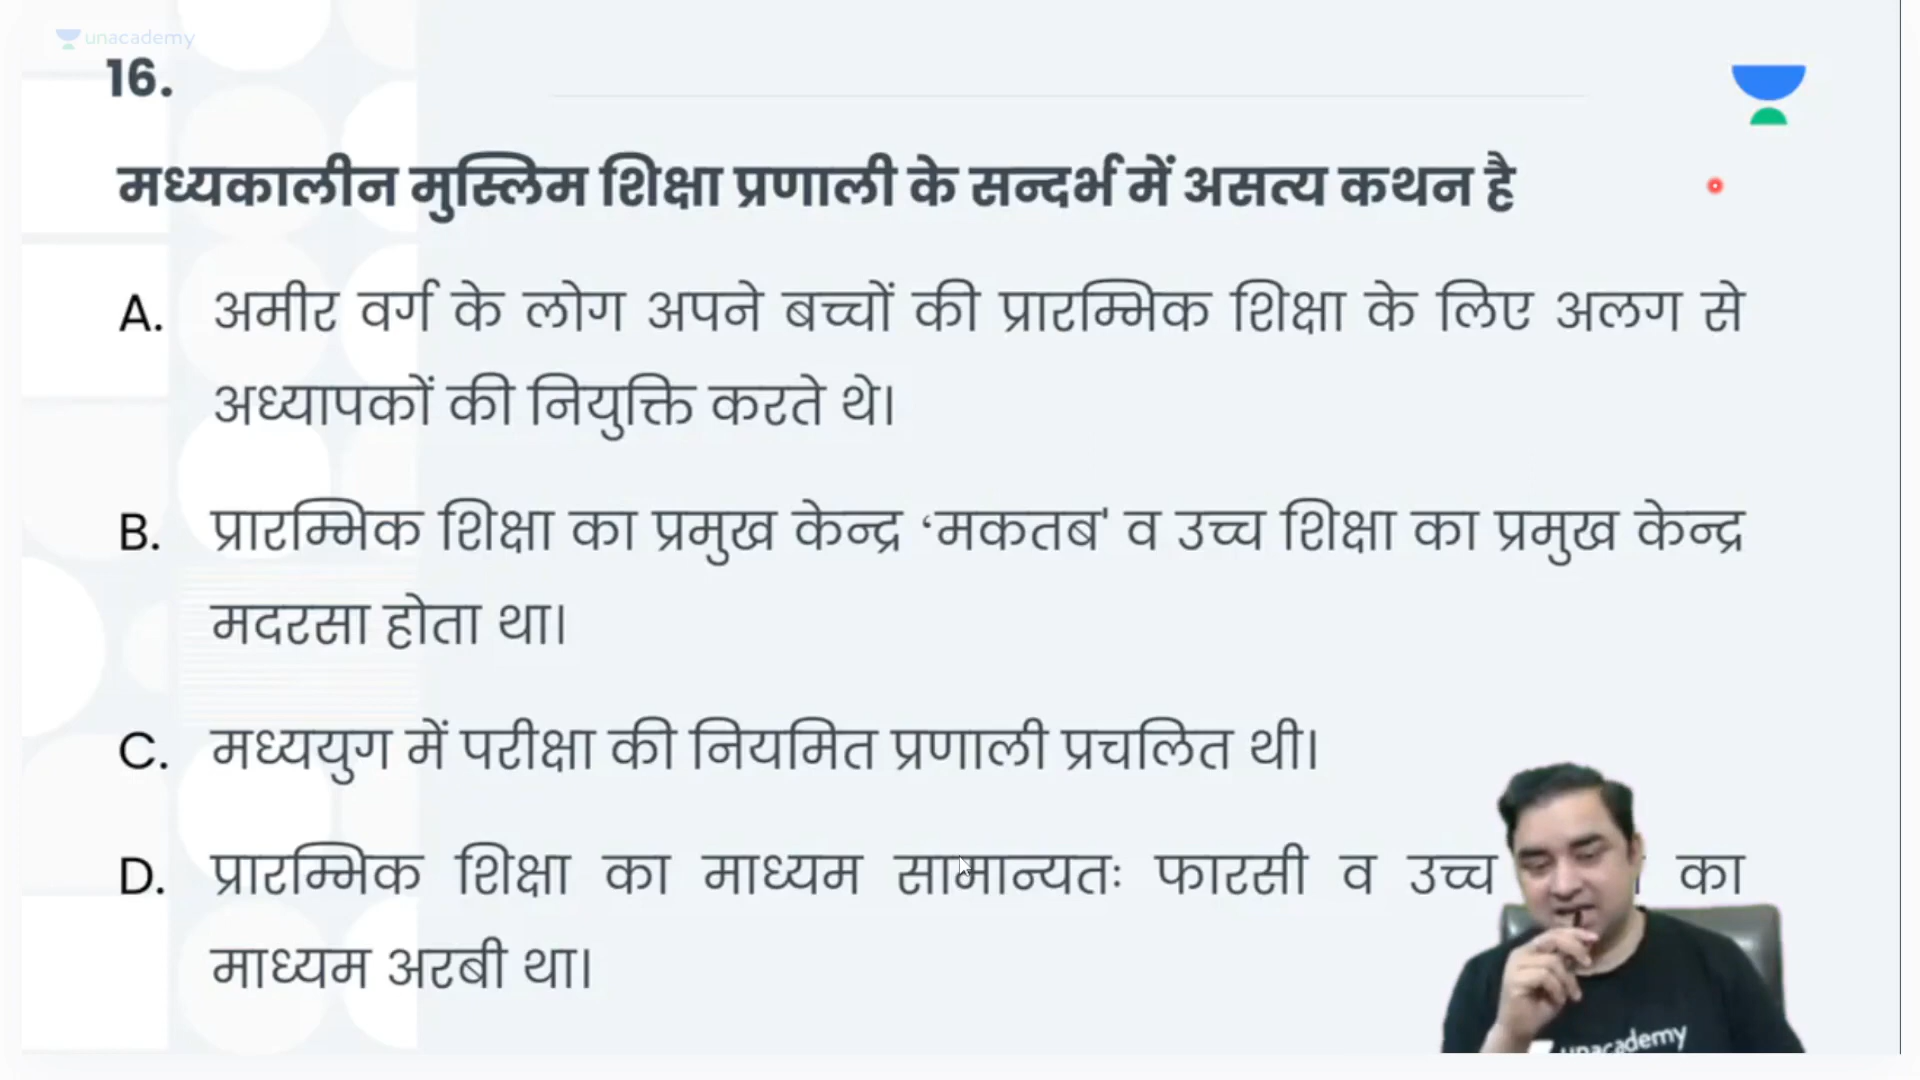 unacademy
16.
मध्यकालीन मुस्लिम शिक्षा प्रणाली के सन्दर्भ में असत्य कथन है
A. अमीर वर्ग के लोग अपने बच्चों की प्रारम्भिक शिक्षा के लिए अलग से
अध्यापकों की नियुक्ति करते थे।
B. प्रारम्भिक शिक्षा का प्रमुख केन्द्र ‘मकतब' व उच्च शिक्षा का प्रमुख केन्द्र
मदरसा होता था।
C. मध्ययुग में परीक्षा की नियमित प्रणाली प्रचलित थी।
D. प्रारम्भिक शिक्षा का माध्यम सामान्यतः फारसी व उच्च का
माध्यम अरबी था।
unacademy